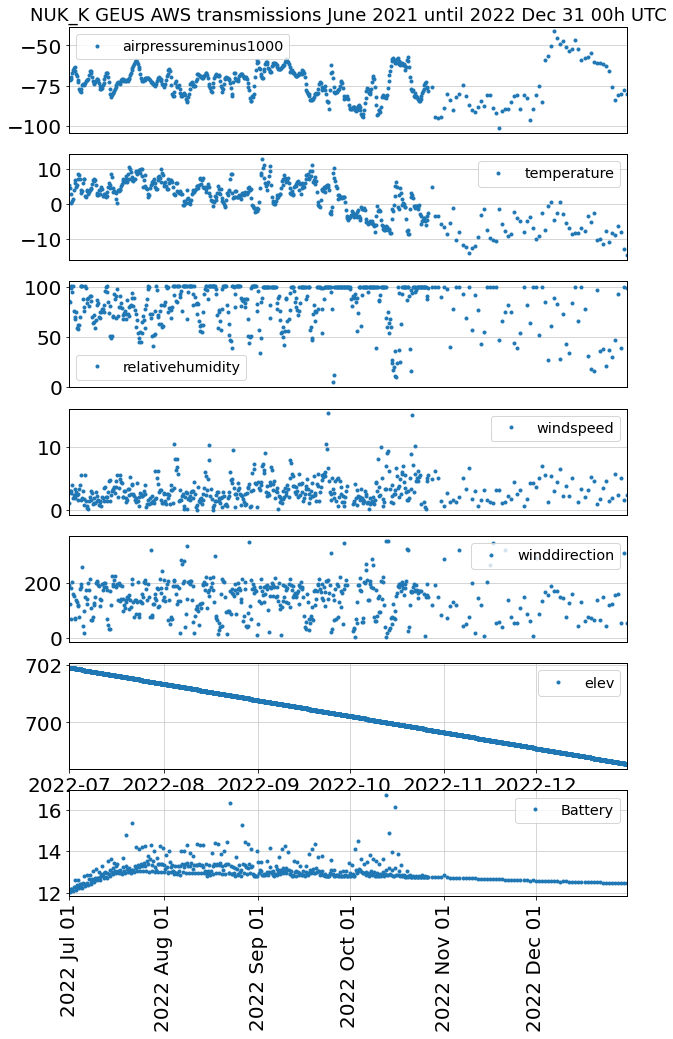 NUK_K GEUS AWS transmissions June 2021 until 2022 Dec 31 00h UTC
−50
−75
−100
airpressureminus1000
10
0
−10
temperature
100
50
0
relativehumidity
10
0
windspeed
200
0
winddirection
702
700
elev
2022-07 2022-08 2022-09 2022-10 2022-11 2022-12
16
14
12
Battery
2022 Jul 01
2022 Aug 01
2022 Sep 01
2022 Oct 01
2022 Nov 01
2022 Dec 01